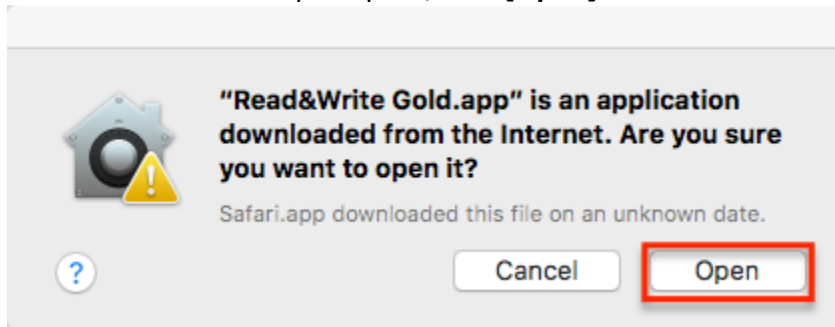 “Read&Write Gold.app” is an application
downloaded from the Internet. Are you sure
you want to open it?
Safari.app downloaded this file on an unknown date.
?
Cancel
Open